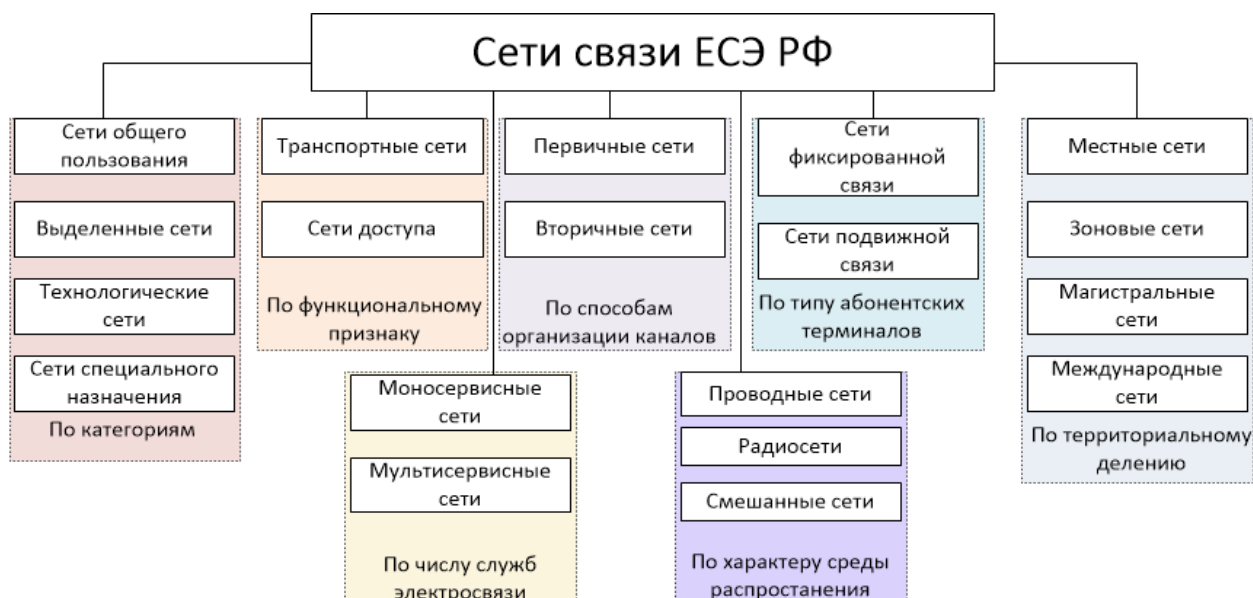 Сети связи ЕСЭ РФ
Сети общего
пользования
Выделенные сети
Технологические
сети
Сети специального
назначения
По категориям
Транспортные сети
Сети доступа
По функциональному
признаку
Первичные сети
Вторичные сети
По способам
организации каналов
Сети
фиксированной
связи
Сети подвижной
связи
По типу абонентских
терминалов
Местные сети
Зоновые сети
Магистральные
сети
Международные
сети
По территориальному
делению
Моносервисные
сети
Мультисервисные
сети
По числу служб
электросвязи
Проводные сети
Радиосети
Смешанные сети
По характеру среды
распростанения